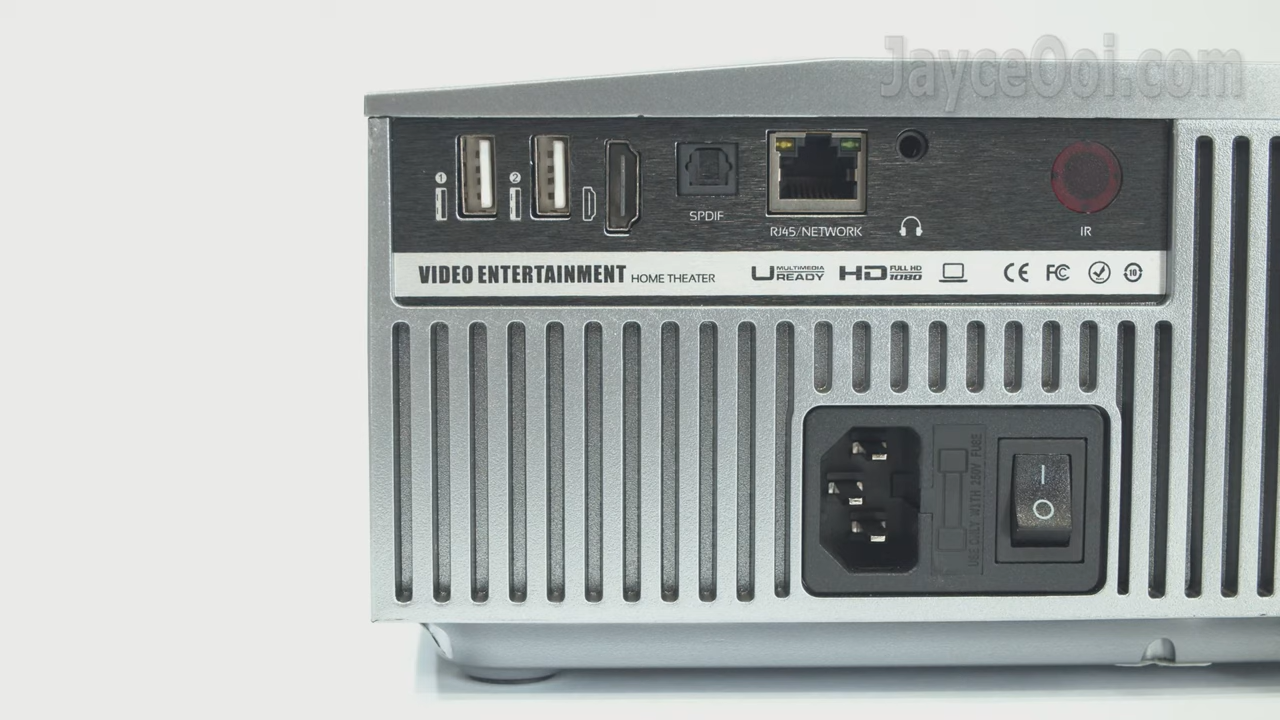 JayceOoi.com
1
2
SPDIF
RJ45/NETWORK
IR
VIDEO ENTERTAINMENT HOME THEATER
U MULTIMEDIA READY
HD FULL HD 1080
CE FC
10
USE ONLY WITH 250V FUSE
I
O